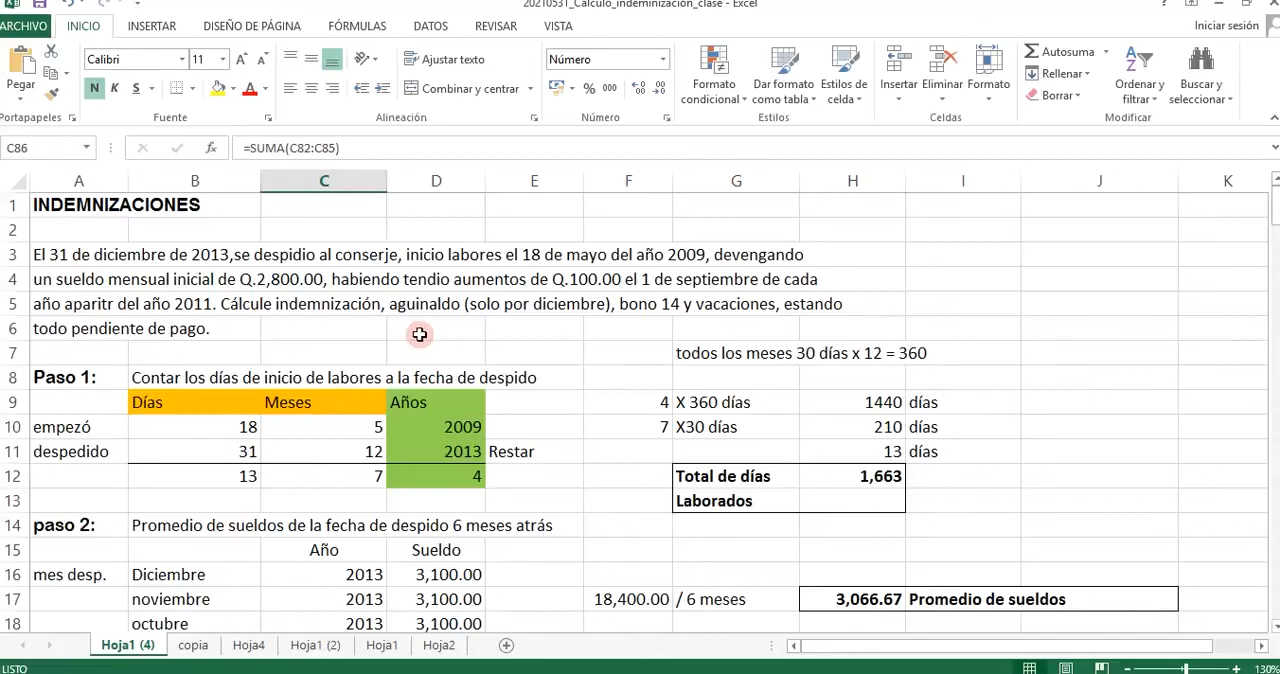 20210531_Calculo_indeminización_clase - Excel
ARCHIVO INICIO INSERTAR DISEÑO DE PÁGINA FÓRMULAS DATOS REVISAR VISTA Iniciar sesión
Pegar
Calibri 11
N K S
Ajustar texto
Combinar y centrar
Número
% 000
Formato condicional
Dar formato como tabla
Estilos de celda
Insertar Eliminar Formato
Autosuma
Rellenar
Borrar
Ordenar y filtrar
Buscar y seleccionar
Portapapeles Fuente Alineación Número Estilos Celdas Modificar
C86 fx =SUMA(C82:C85)
A B C D E F G H I J K
1 INDEMNIZACIONES
2
3 El 31 de diciembre de 2013,se despidio al conserje, inicio labores el 18 de mayo del año 2009, devengando
4 un sueldo mensual inicial de Q.2,800.00, habiendo tendio aumentos de Q.100.00 el 1 de septiembre de cada
5 año aparitr del año 2011. Cálcule indemnización, aguinaldo (solo por diciembre), bono 14 y vacaciones, estando
6 todo pendiente de pago.
7 todos los meses 30 días x 12 = 360
8 Paso 1: Contar los días de inicio de labores a la fecha de despido
9 Días Meses Años 4 X 360 días 1440 días
10 empezó 18 5 2009 7 X30 días 210 días
11 despedido 31 12 2013 Restar 13 días
12 13 7 4 Total de días 1,663
13 Laborados
14 paso 2: Promedio de sueldos de la fecha de despido 6 meses atrás
15 Año Sueldo
16 mes desp. Diciembre 2013 3,100.00
17 noviembre 2013 3,100.00 18,400.00 / 6 meses 3,066.67 Promedio de sueldos
18 octubre 2013 3,100.00
Hoja1 (4) copia Hoja4 Hoja1 (2) Hoja1 Hoja2
LISTO 130%